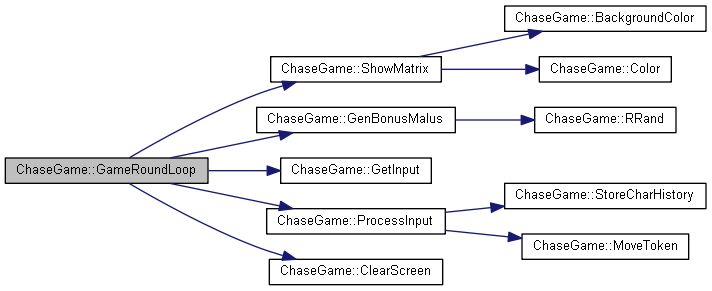 ChaseGame::BackgroundColor
ChaseGame::ShowMatrix
ChaseGame::Color
ChaseGame::GenBonusMalus
ChaseGame::RRand
ChaseGame::GameRoundLoop
ChaseGame::GetInput
ChaseGame::StoreCharHistory
ChaseGame::ProcessInput
ChaseGame::MoveToken
ChaseGame::ClearScreen